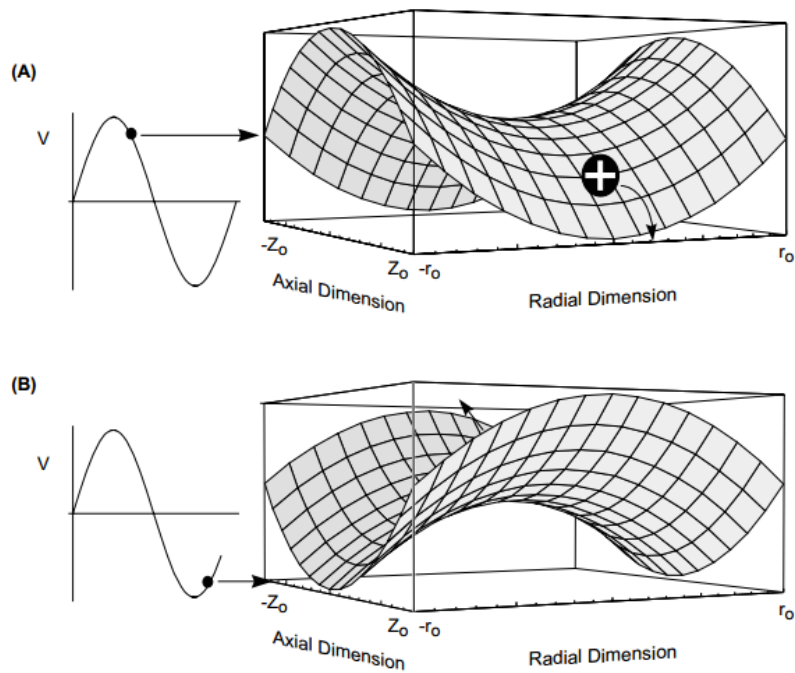 (A)
V
-Zo
Zo -ro
ro
Axial Dimension
Radial Dimension
(B)
V
-Zo
Zo -ro
ro
Axial Dimension
Radial Dimension